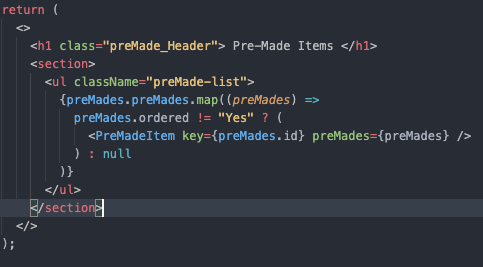 return (
<>
<h1 class="preMade_Header"> Pre-Made Items </h1>
<section>
<ul className="preMade-list">
{preMades.preMades.map((preMades) =>
preMades.ordered != "Yes" ? (
<PreMadeItem key={preMades.id} preMades={preMades} />
) : null
)}
</ul>
</section>
</>
);